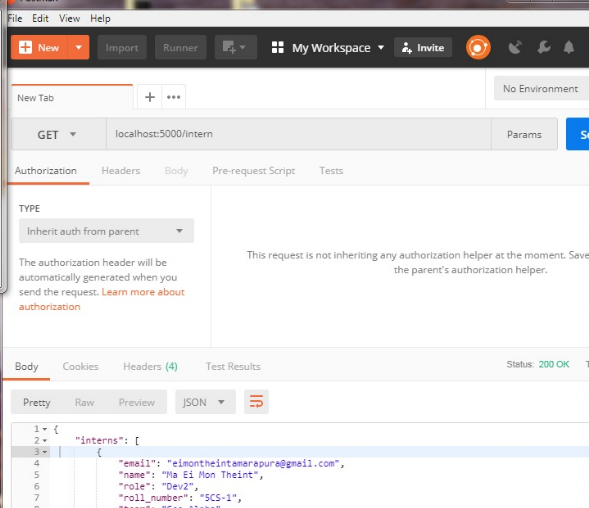 File Edit View Help
New Import Runner My Workspace Invite
New Tab + ••• No Environment
GET localhost:5000/intern Params
Authorization Headers Body Pre-request Script Tests
TYPE
Inherit auth from parent
The authorization header will be
automatically generated when you
send the request. Learn more about
authorization
This request is not inheriting any authorization helper at the moment. Save
the parent's authorization helper.
Body Cookies Headers (4) Test Results Status: 200 OK
Pretty Raw Preview JSON
1 {
2 "interns": [
3 {
4 "email": "eimontheintamarapura@gmail.com",
5 "name": "Ma Ei Mon Theint",
6 "role": "Dev2",
7 "roll_number": "5CS-1",